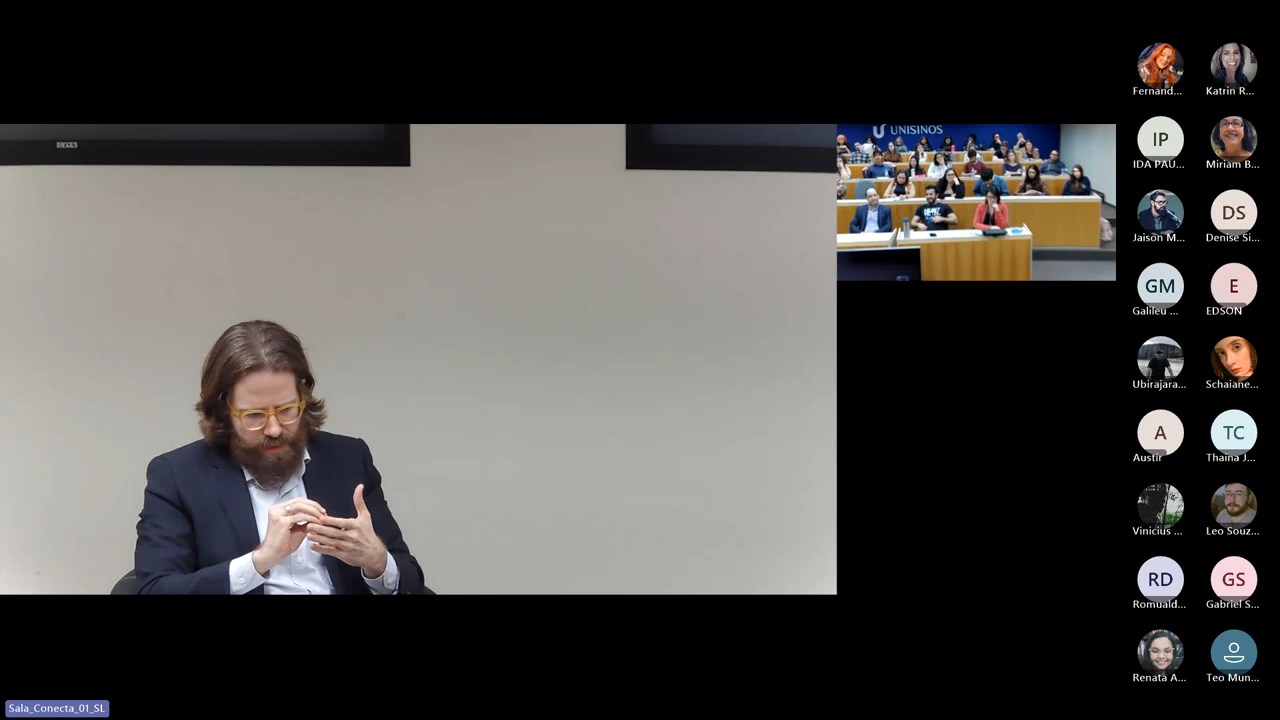 UNISINOS
Fernand...
Katrin R...
IP
IDA PAU...
Miriam B...
Jaison M...
DS
Denise Si...
GM
Galileu ...
E
EDSON
Ubirajara...
Schaiane...
A
Austir
TC
Thaina J...
Vinicius ...
Leo Souz...
RD
Romuald...
GS
Gabriel S...
Renata A...
Teo Mun...
Sala_Conecta_01_SL